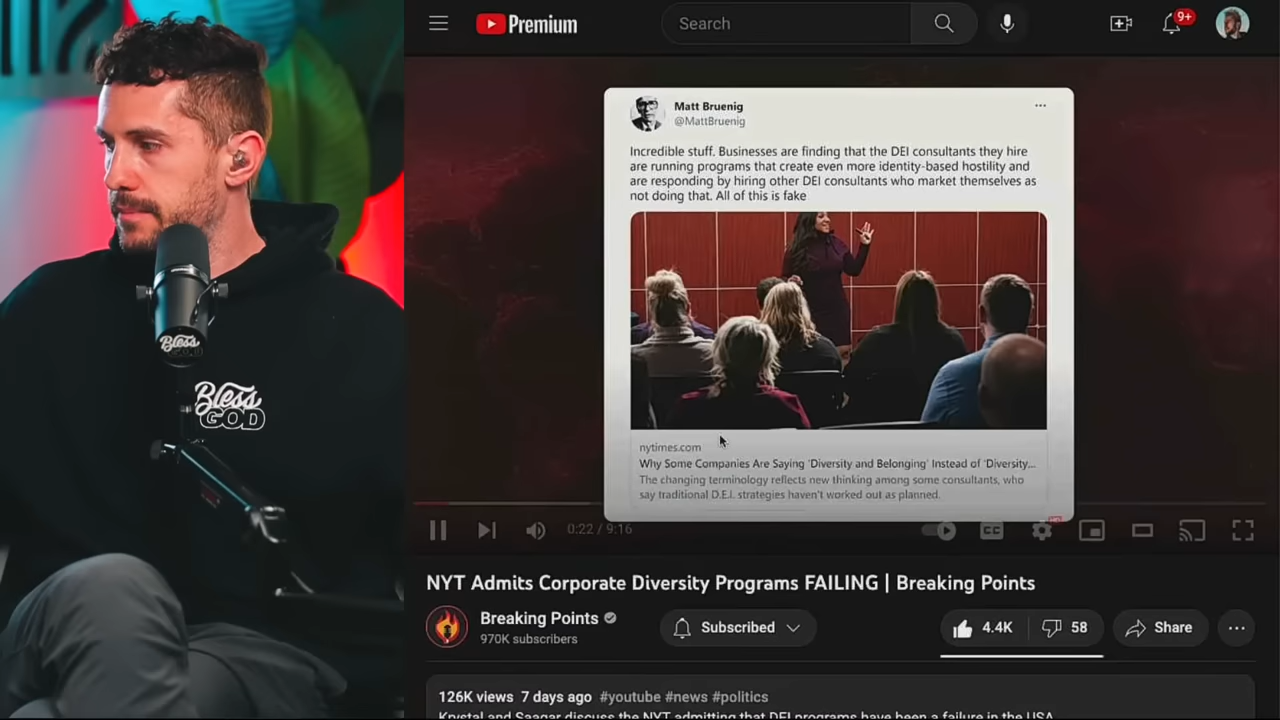 Premium
Search
9+
Matt Bruenig
@MattBruenig
Incredible stuff. Businesses are finding that the DEI consultants they hire
are running programs that create even more identity-based hostility and
are responding by hiring other DEI consultants who market themselves as
not doing that. All of this is fake
nytimes.com
Why Some Companies Are Saying 'Diversity and Belonging' Instead of 'Diversity...
The changing terminology reflects new thinking among some consultants, who
say traditional D.E.I. strategies haven't worked out as planned.
0:22 / 9:16
CC
HD
NYT Admits Corporate Diversity Programs FAILING | Breaking Points
Breaking Points
970K subscribers
Subscribed
4.4K
58
Share
126K views 7 days ago #youtube #news #politics
Krystal and Saagar discuss the NYT admitting that DEI programs have been a failure in the USA
Bless
GOD
Bless
GOD